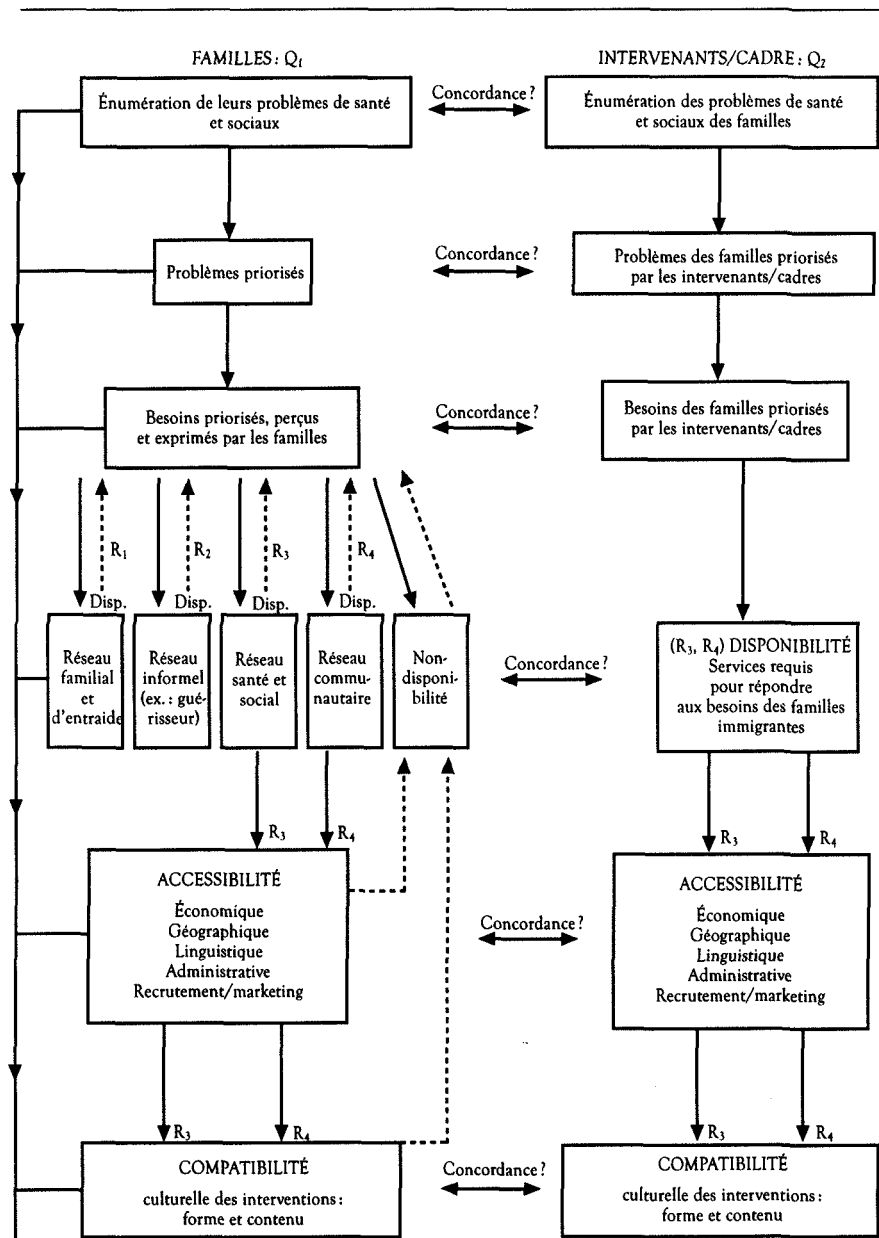 FAMILLES: Q1
INTERVENANTS/CADRE: Q2
Énumération de leurs problèmes de santé
et sociaux
Concordance?
Énumération des problèmes de santé
et sociaux des familles
Problèmes priorisés
Concordance?
Problèmes des familles priorisés
par les intervenants/cadres
Besoins priorisés, perçus
et exprimés par les familles
Concordance?
Besoins des familles priorisés
par les intervenants/cadres
R1
R2
R3
R4
Disp.
Disp.
Disp.
Disp.
Réseau
familial
et
d'entraide
Réseau
informel
(ex.: gué-
risseur)
Réseau
santé et
social
Réseau
commu-
nautaire
Non-
disponi-
bilité
Concordance?
(R3, R4) DISPONIBILITÉ
Services requis
pour répondre
aux besoins des familles
immigrantes
R3
R4
R3
R4
ACCESSIBILITÉ
Économique
Géographique
Linguistique
Administrative
Recrutement/marketing
Concordance?
ACCESSIBILITÉ
Économique
Géographique
Linguistique
Administrative
Recrutement/marketing
R3
R4
R3
R4
COMPATIBILITÉ
culturelle des interventions:
forme et contenu
Concordance?
COMPATIBILITÉ
culturelle des interventions:
forme et contenu